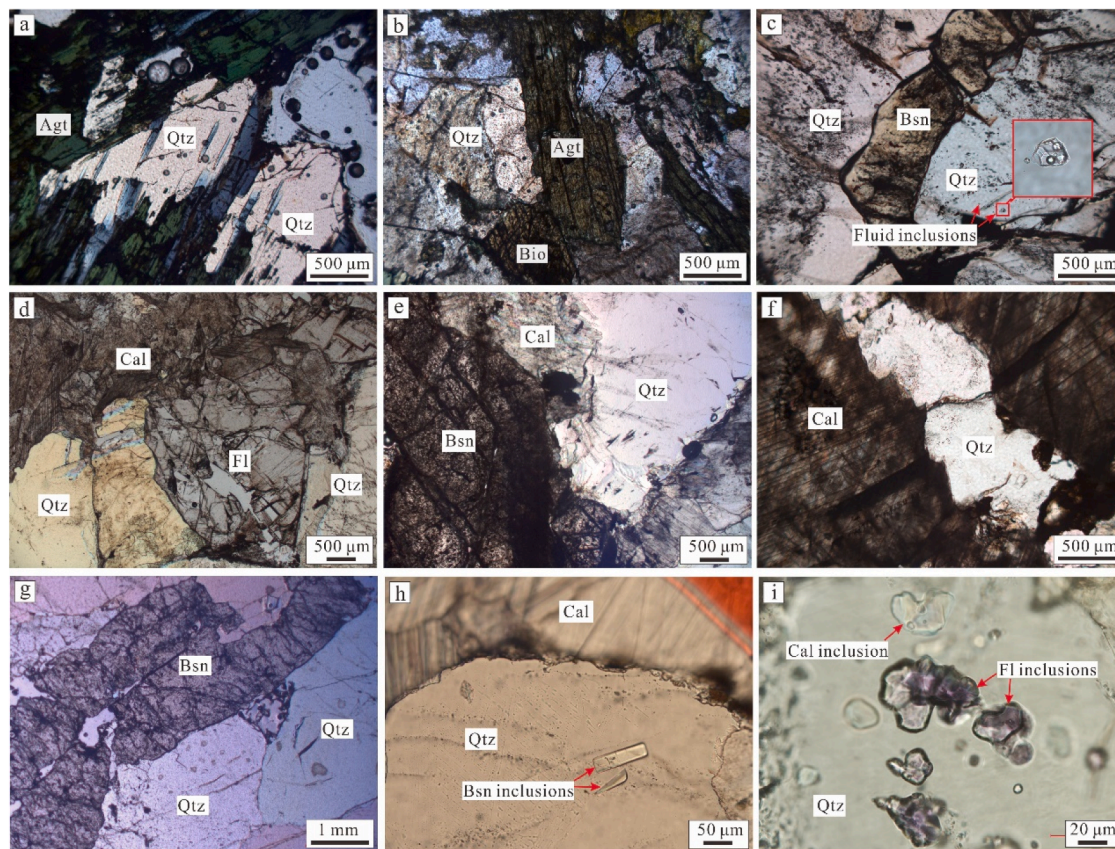 a
Agt
Qtz
Qtz
500 μm
b
Qtz
Agt
Bio
500 μm
c
Qtz
Bsn
Qtz
Fluid inclusions
500 μm
d
Cal
Fl
Qtz
Qtz
500 μm
e
Cal
Qtz
Bsn
500 μm
f
Cal
Qtz
500 μm
g
Bsn
Qtz
Qtz
1 mm
h
Cal
Qtz
Bsn inclusions
50 μm
i
Cal inclusion
Fl inclusions
Qtz
20 μm